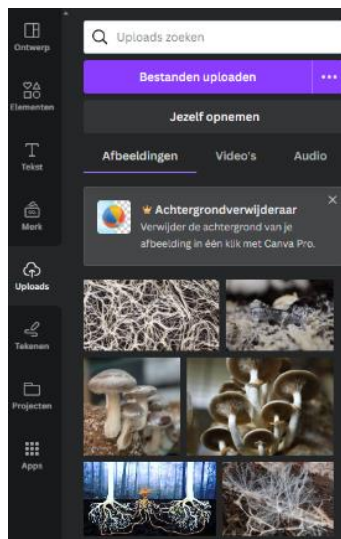 Ontwerp
Elementen
Tekst
Merk
Uploads
Tekenen
Projecten
Apps
Uploads zoeken
Bestanden uploaden
Jezelf opnemen
Afbeeldingen Video's Audio
Achtergrondverwijderaar
Verwijder de achtergrond van je
afbeelding in één klik met Canva Pro.